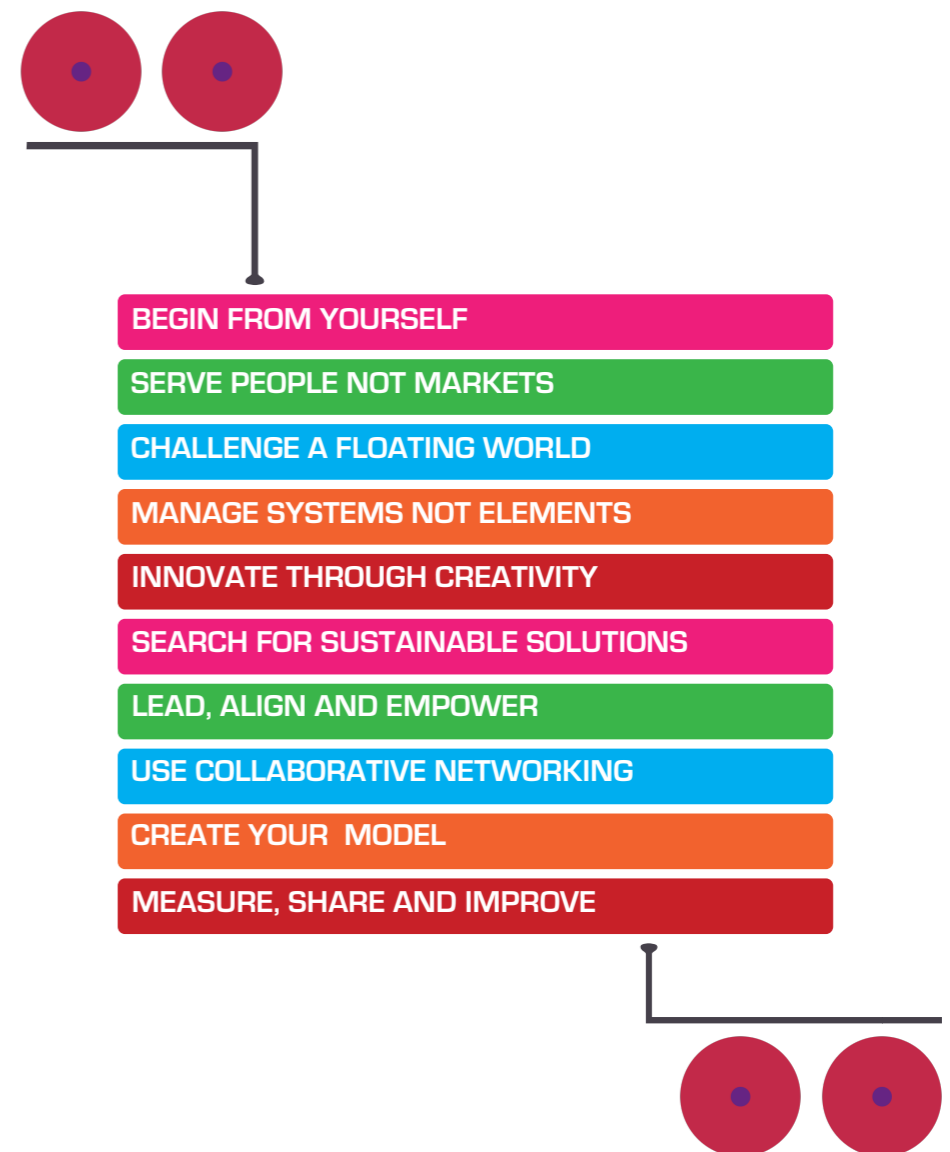 BEGIN FROM YOURSELF
SERVE PEOPLE NOT MARKETS
CHALLENGE A FLOATING WORLD
MANAGE SYSTEMS NOT ELEMENTS
INNOVATE THROUGH CREATIVITY
SEARCH FOR SUSTAINABLE SOLUTIONS
LEAD, ALIGN AND EMPOWER
USE COLLABORATIVE NETWORKING
CREATE YOUR  MODEL
MEASURE, SHARE AND IMPROVE